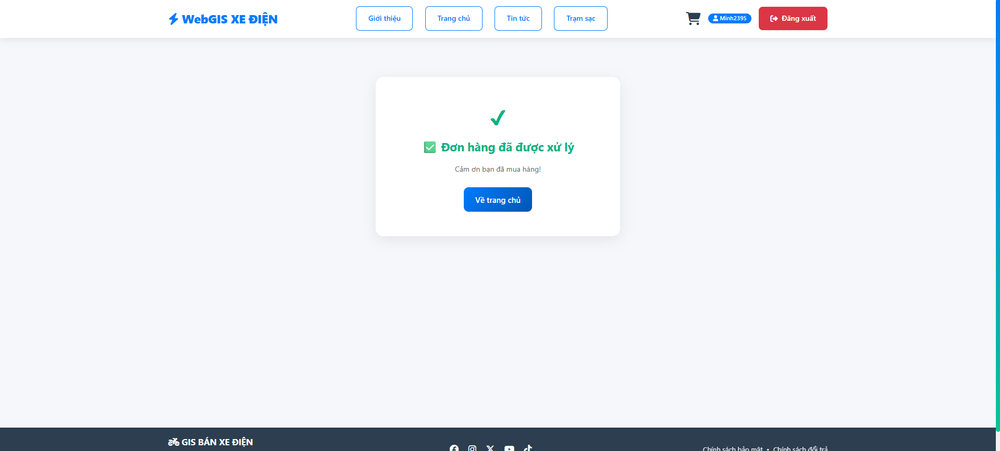 WebGIS XE ĐIỆN
Giới thiệu
Trang chủ
Tin tức
Trạm sạc
Minh2395
Đăng xuất
Đơn hàng đã được xử lý
Cảm ơn bạn đã mua hàng!
Về trang chủ
GIS BÁN XE ĐIỆN
Chính sách bảo mật • Chính sách đổi trả